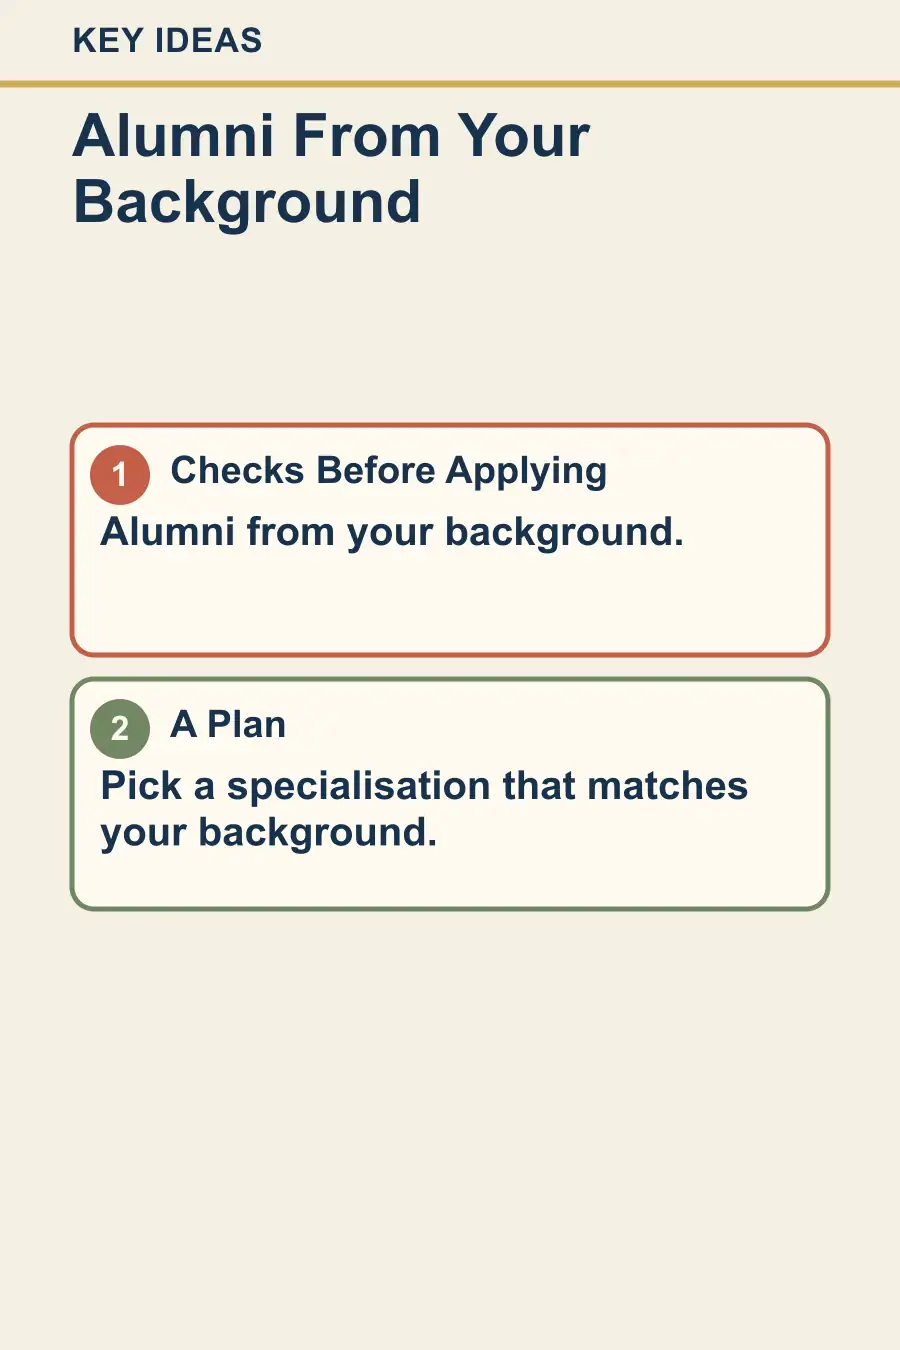 KEY IDEAS
Alumni From Your
Background
1
Checks Before Applying
Alumni from your background.
2
A Plan
Pick a specialisation that matches
your background.